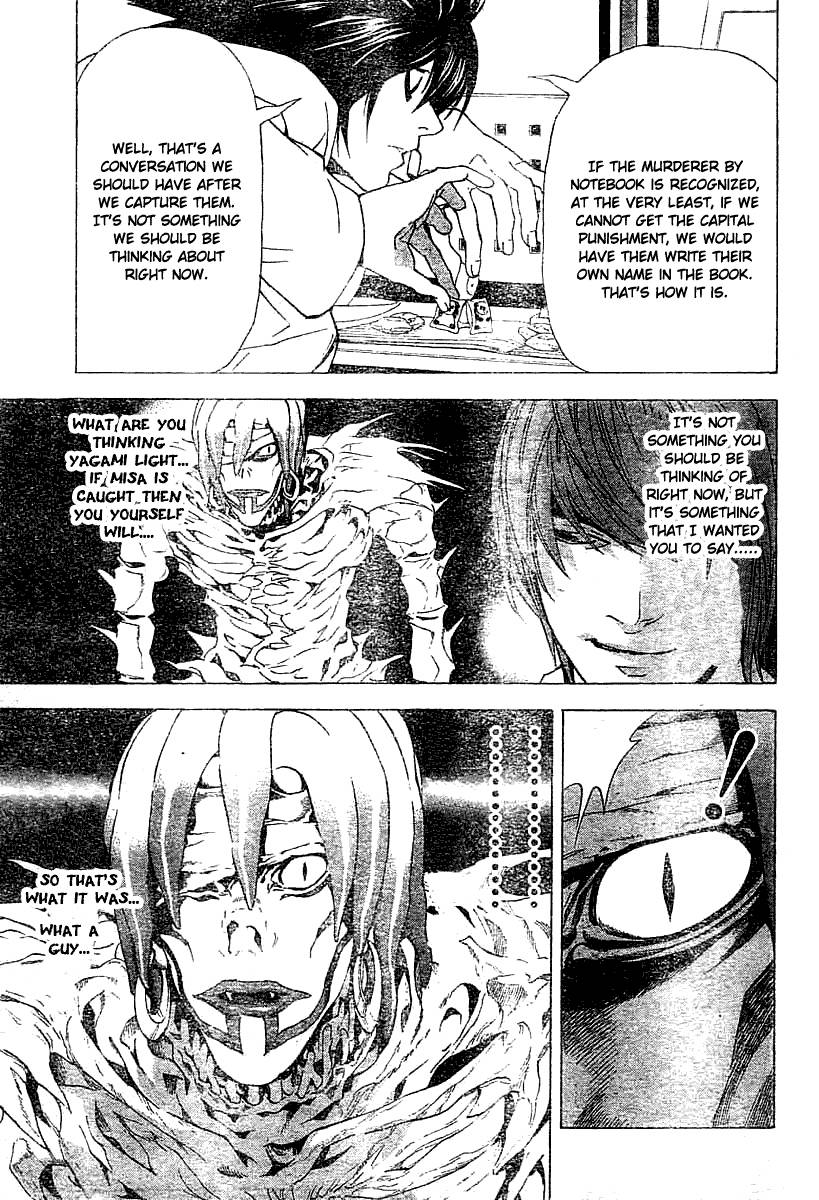 IF THE MURDERER BY
NOTEBOOK IS RECOGNIZED,
AT THE VERY LEAST, IF WE
CANNOT GET THE CAPITAL
PUNISHMENT, WE WOULD
HAVE THEM WRITE THEIR
OWN NAME IN THE BOOK.
THAT'S HOW IT IS.
WELL, THAT'S A
CONVERSATION WE
SHOULD HAVE AFTER
WE CAPTURE THEM.
IT'S NOT SOMETHING
WE SHOULD BE
THINKING ABOUT
RIGHT NOW.
IT'S NOT
SOMETHING YOU
SHOULD BE
THINKING OF
RIGHT NOW, BUT
IT'S SOMETHING
THAT I WANTED
YOU TO SAY.....
WHAT ARE YOU
THINKING
YAGAMI LIGHT...
IF MISA IS
CAUGHT THEN
YOU YOURSELF
WILL....
!
SO THAT'S
WHAT IT WAS...
WHAT A
GUY...